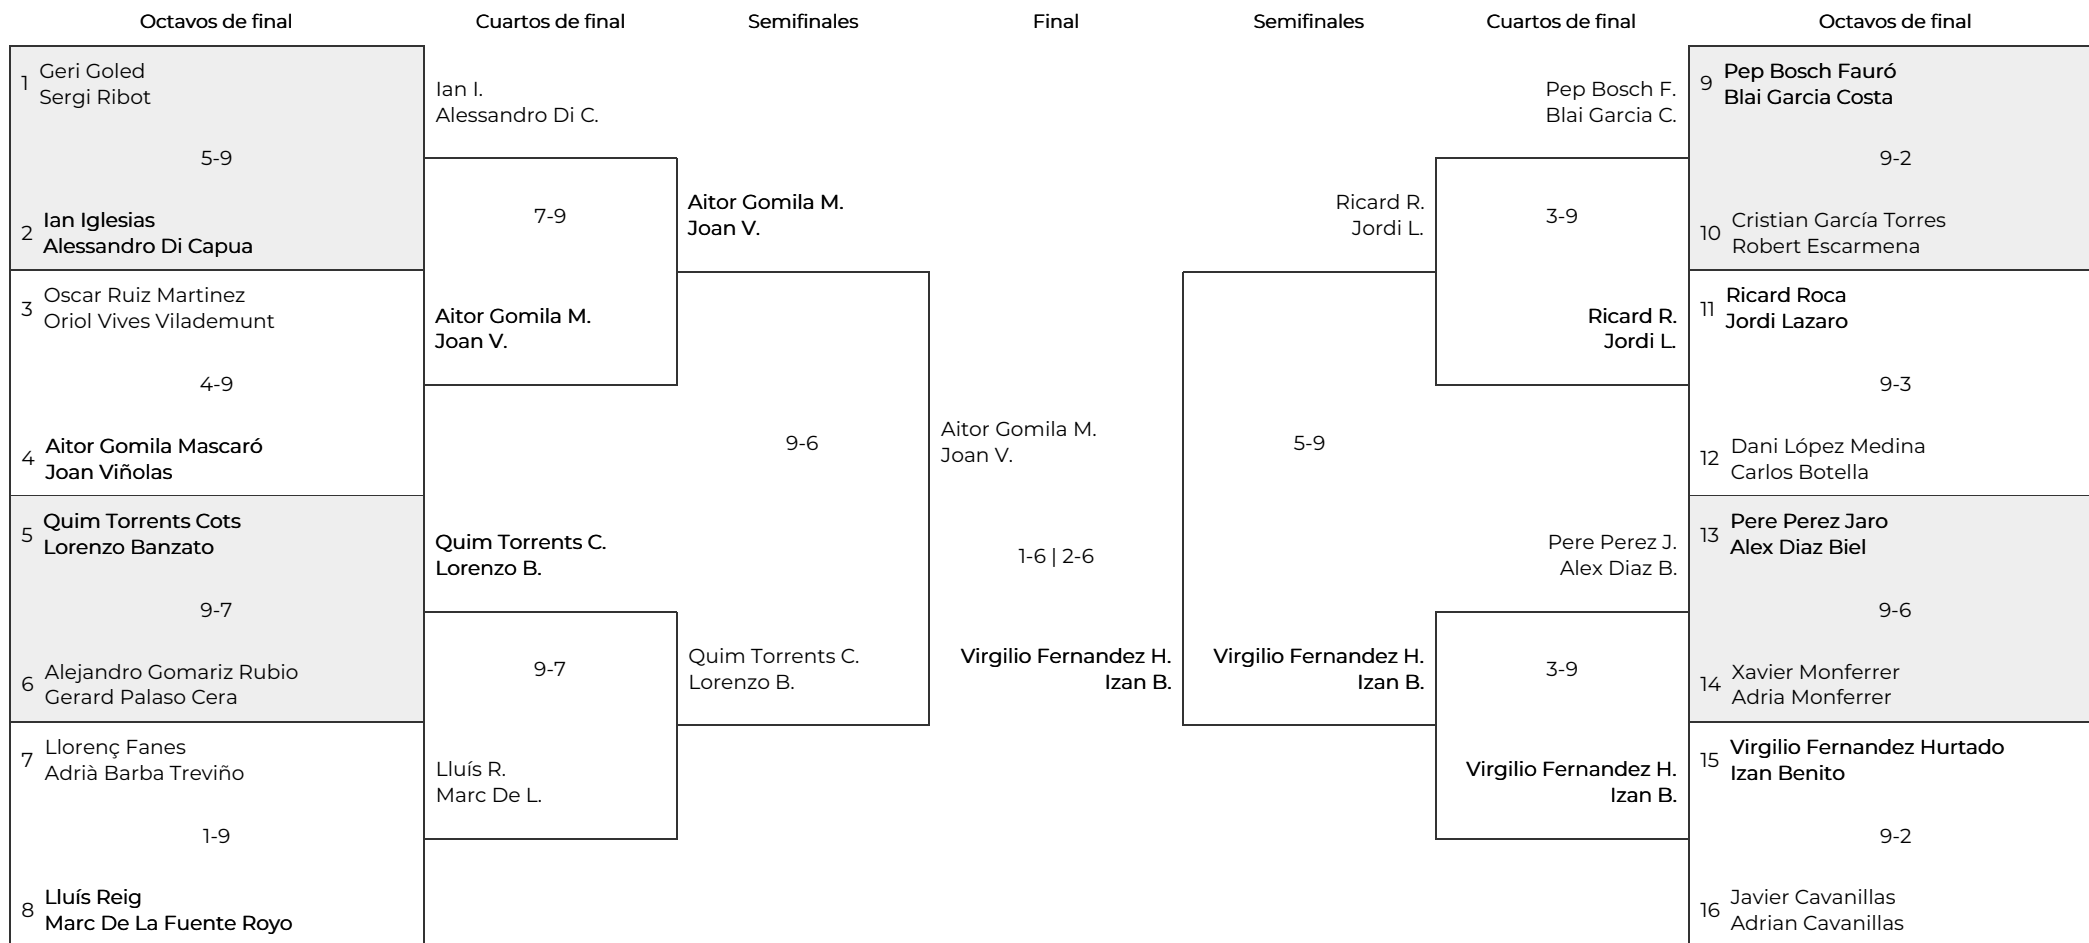 Octavos de final
Cuartos de final
Semifinales
Final
Semifinales
Cuartos de final
Octavos de final
1
Geri Goled
Sergi Ribot
5-9
2
Ian Iglesias
Alessandro Di Capua
3
Oscar Ruiz Martinez
Oriol Vives Vilademunt
4-9
4
Aitor Gomila Mascaró
Joan Viñolas
5
Quim Torrents Cots
Lorenzo Banzato
9-7
6
Alejandro Gomariz Rubio
Gerard Palaso Cera
7
Llorenç Fanes
Adrià Barba Treviño
1-9
8
Lluís Reig
Marc De La Fuente Royo
Ian I.
Alessandro Di C.
7-9
Aitor Gomila M.
Joan V.
Quim Torrents C.
Lorenzo B.
9-7
Lluís R.
Marc De L.
Aitor Gomila M.
Joan V.
9-6
Quim Torrents C.
Lorenzo B.
Aitor Gomila M.
Joan V.
1-6 | 2-6
Virgilio Fernandez H.
Izan B.
Ricard R.
Jordi L.
5-9
Virgilio Fernandez H.
Izan B.
Pep Bosch F.
Blai Garcia C.
3-9
Ricard R.
Jordi L.
Pere Perez J.
Alex Diaz B.
3-9
Virgilio Fernandez H.
Izan B.
9
Pep Bosch Fauró
Blai Garcia Costa
9-2
10
Cristian García Torres
Robert Escarmena
11
Ricard Roca
Jordi Lazaro
9-3
12
Dani López Medina
Carlos Botella
13
Pere Perez Jaro
Alex Diaz Biel
9-6
14
Xavier Monferrer
Adria Monferrer
15
Virgilio Fernandez Hurtado
Izan Benito
9-2
16
Javier Cavanillas
Adrian Cavanillas